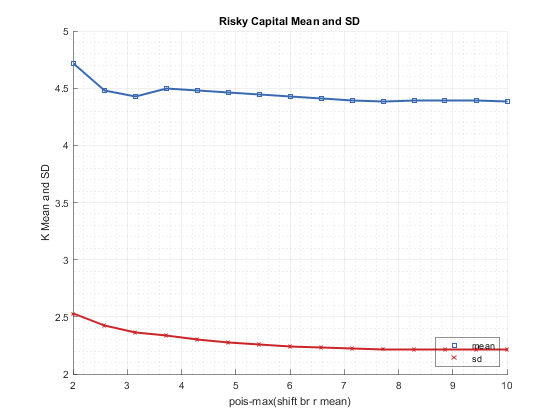 Risky Capital Mean and SD
K Mean and SD
5
4.5
4
3.5
3
2.5
2
2 3 4 5 6 7 8 9 10
pois-max(shift br r mean)
mean
sd